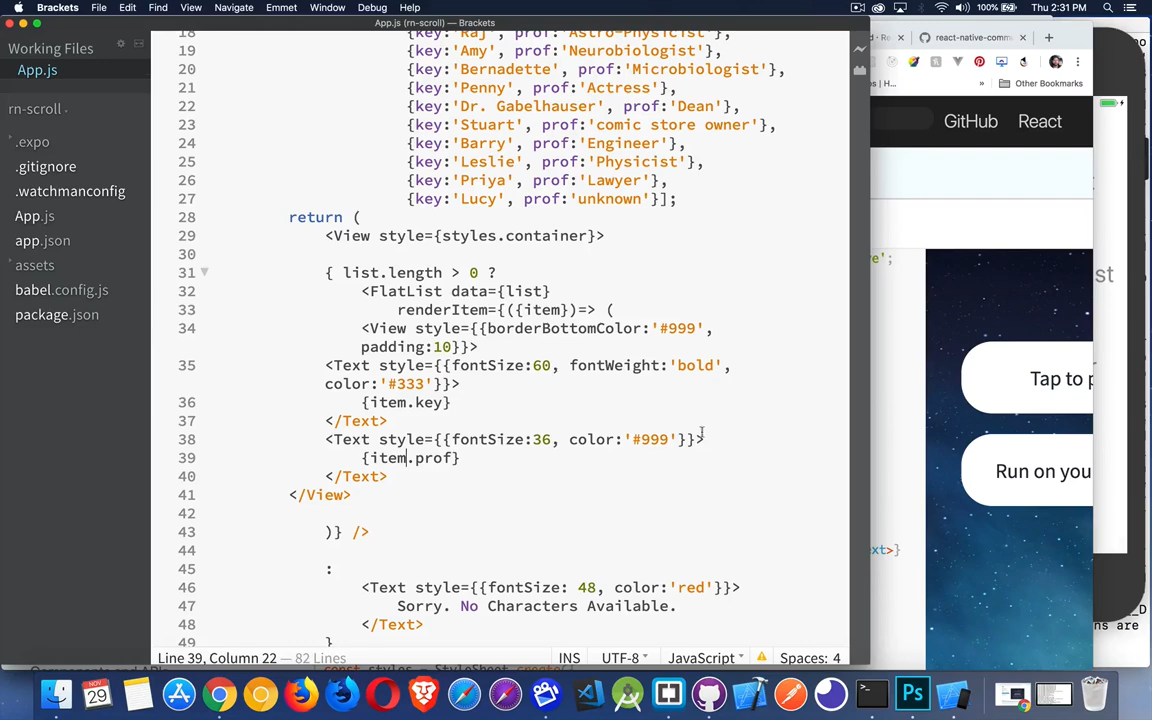 Brackets File Edit Find View Navigate Emmet Window Debug Help 100% Thu 2:31 PM
App.js (rn-scroll) — Brackets
Working Files
App.js
rn-scroll
.expo
.gitignore
.watchmanconfig
App.js
app.json
assets
babel.config.js
package.json
18 {key:'Raj', prof:'Astro-Physicist'},
19 {key:'Amy', prof:'Neurobiologist'},
20 {key:'Bernadette', prof:'Microbiologist'},
21 {key:'Penny', prof:'Actress'},
22 {key:'Dr. Gabelhauser', prof:'Dean'},
23 {key:'Stuart', prof:'comic store owner'},
24 {key:'Barry', prof:'Engineer'},
25 {key:'Leslie', prof:'Physicist'},
26 {key:'Priya', prof:'Lawyer'},
27 {key:'Lucy', prof:'unknown'}];
28 return (
29 <View style={styles.container}>
30
31 { list.length > 0 ?
32 <FlatList data={list}
33 renderItem={({item})=> (
34 <View style={{borderBottomColor:'#999',
padding:10}}>
35 <Text style={{fontSize:60, fontWeight:'bold',
color:'#333'}}>
36 {item.key}
37 </Text>
38 <Text style={{fontSize:36, color:'#999'}}>
39 {item.prof}
40 </Text>
41 </View>
42
43 )} />
44
45 :
46 <Text style={{fontSize: 48, color:'red'}}>
47 Sorry. No Characters Available.
48 </Text>
49 }
Line 39, Column 22 — 82 Lines
INS UTF-8 JavaScript Spaces: 4
react-native-commu
Other Bookmarks
GitHub React
ve';
st
Tap to p
Run on you
ext>}
NOV
29
Ps